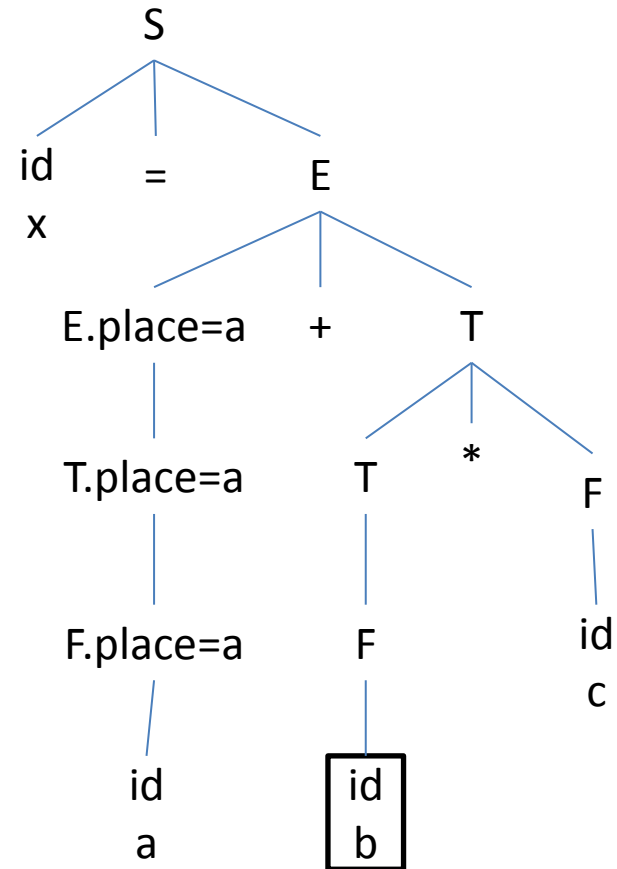 S
id = E
x
E.place=a + T
T.place=a T * F
F.place=a F id
c
id id
a b